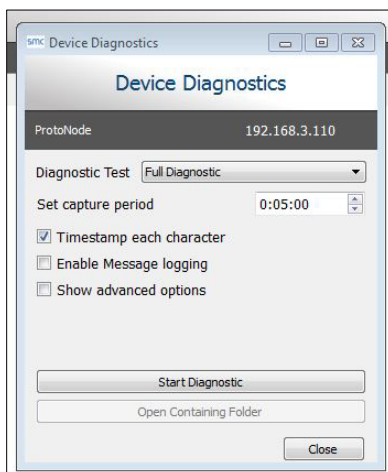 smc Device Diagnostics
Device Diagnostics
ProtoNode 192.168.3.110
Diagnostic Test Full Diagnostic
Set capture period 0:05:00
Timestamp each character
Enable Message logging
Show advanced options
Start Diagnostic
Open Containing Folder
Close